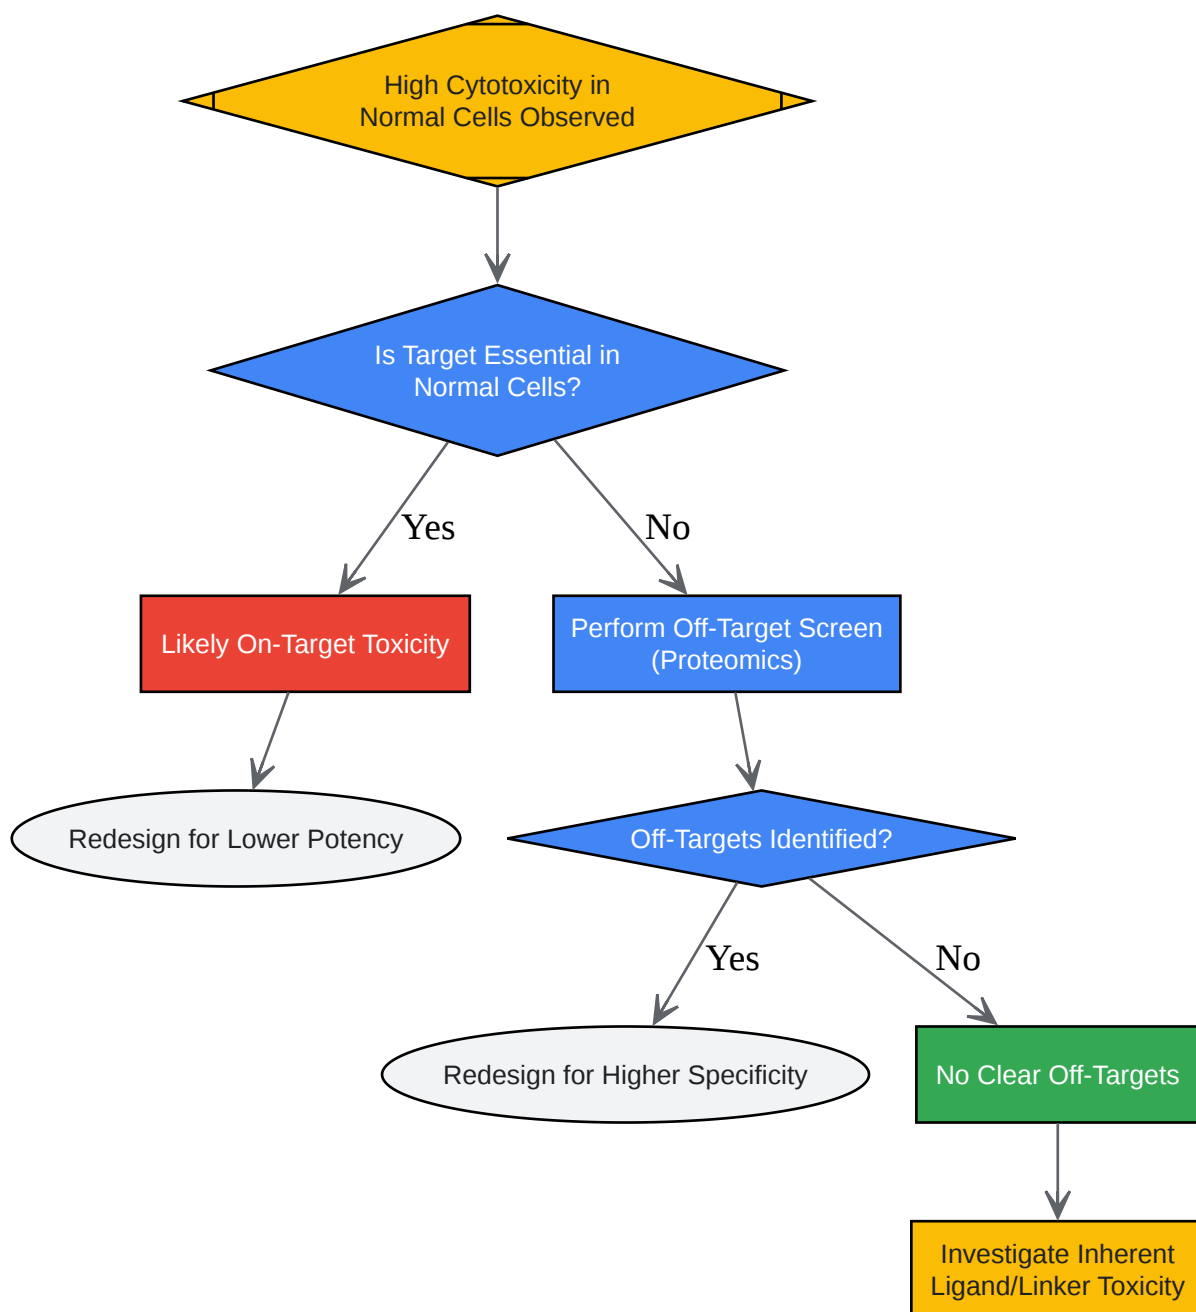 High Cytotoxicity in
Normal Cells Observed
Is Target Essential in
Normal Cells?
Yes
No
Likely On-Target Toxicity
Perform Off-Target Screen
(Proteomics)
Redesign for Lower Potency
Off-Targets Identified?
Yes
No
Redesign for Higher Specificity
No Clear Off-Targets
Investigate Inherent
Ligand/Linker Toxicity